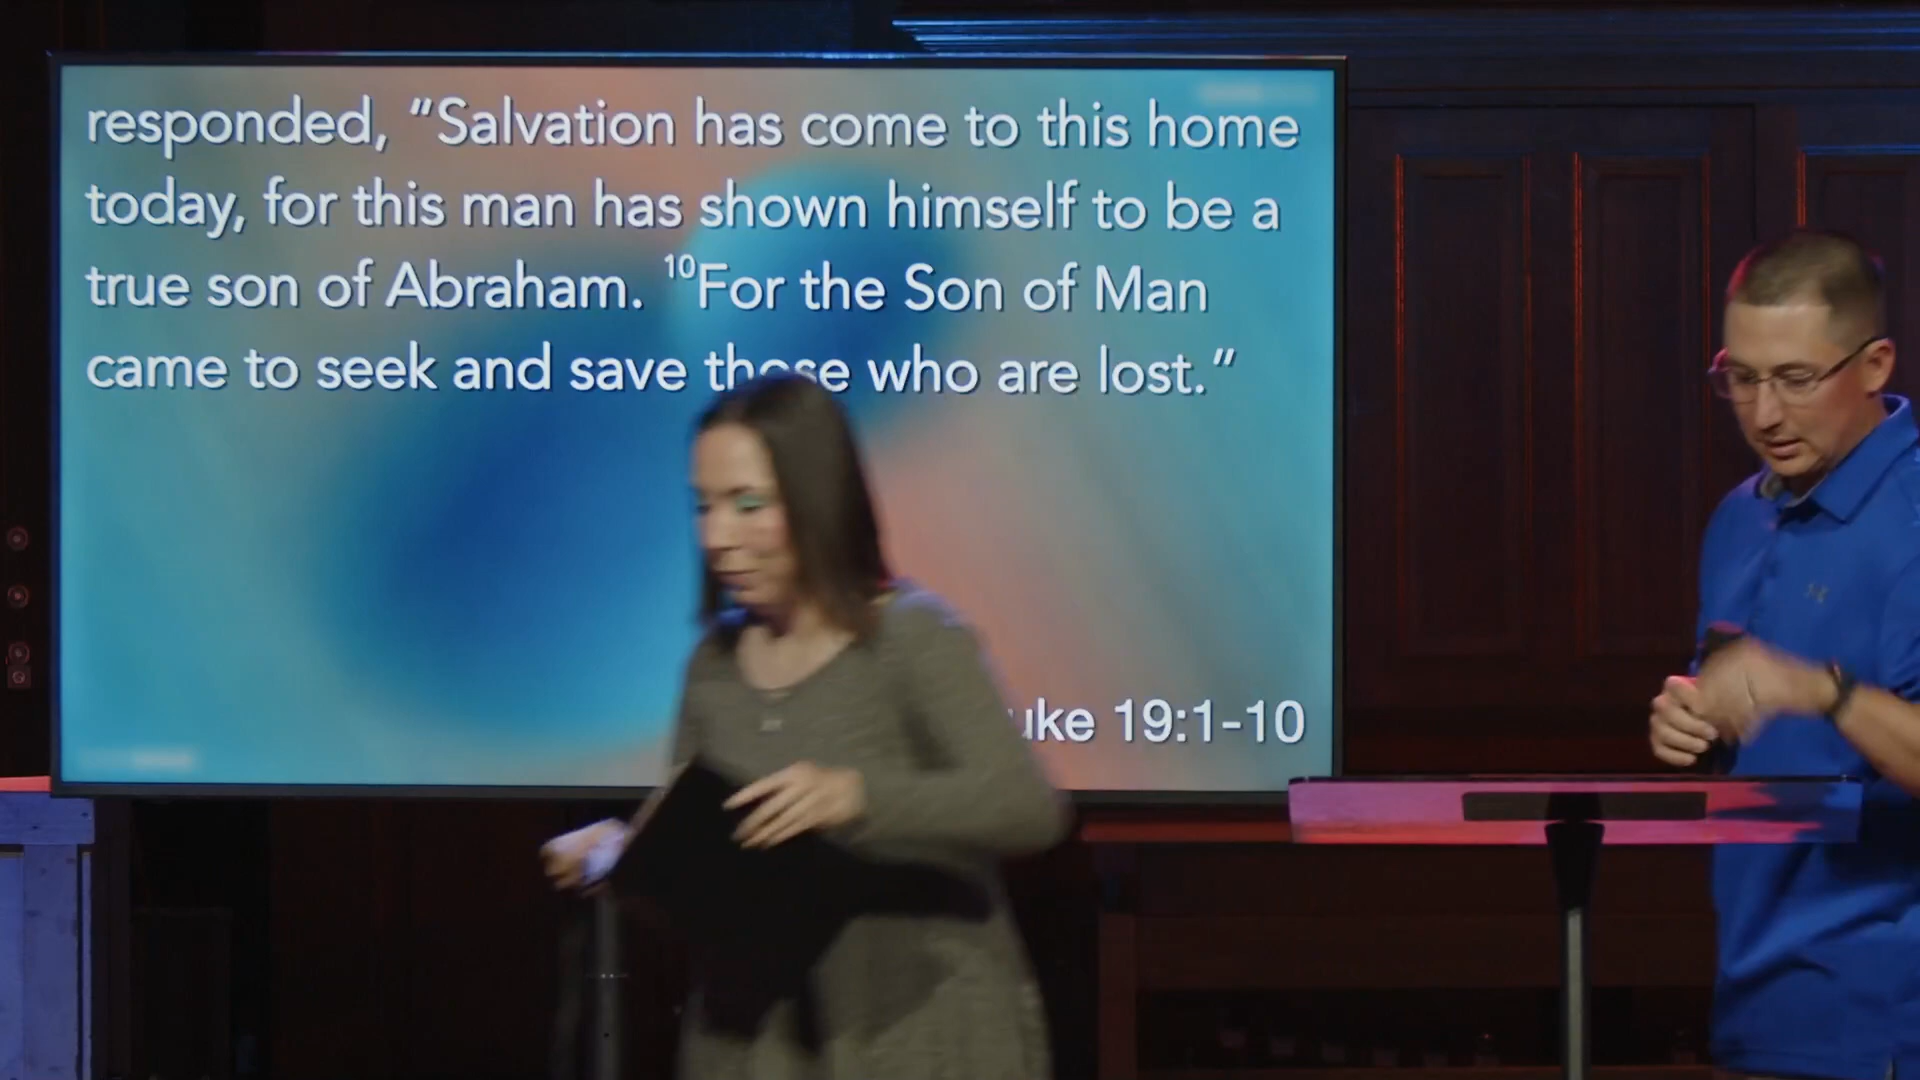 responded, “Salvation has come to this home
today, for this man has shown himself to be a
true son of Abraham. ¹⁰For the Son of Man
came to seek and save those who are lost.”
uke 19:1-10